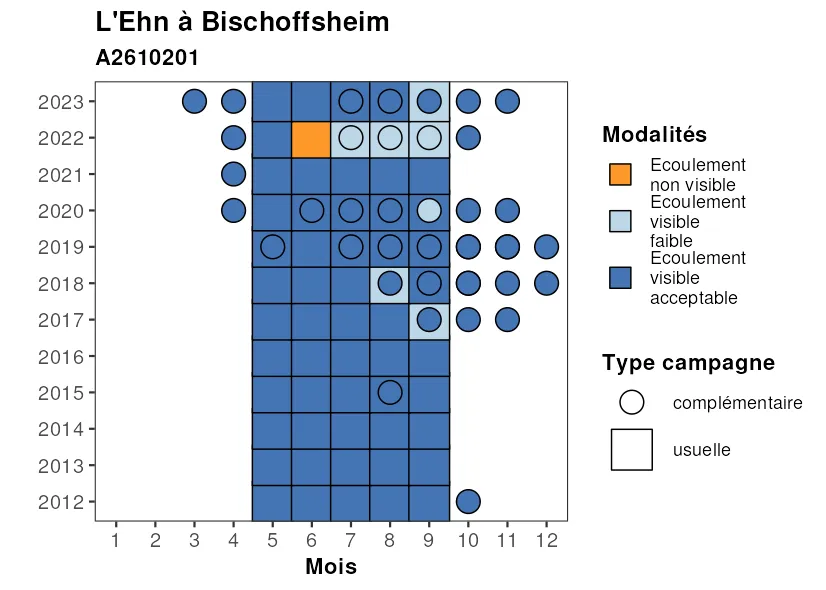 L'Ehn à Bischoffsheim
A2610201
2023
2022
2021
2020
2019
2018
2017
2016
2015
2014
2013
2012
1 2 3 4 5 6 7 8 9 10 11 12
Mois
Modalités
Ecoulement
non visible
Ecoulement
visible
faible
Ecoulement
visible
acceptable
Type campagne
complémentaire
usuelle